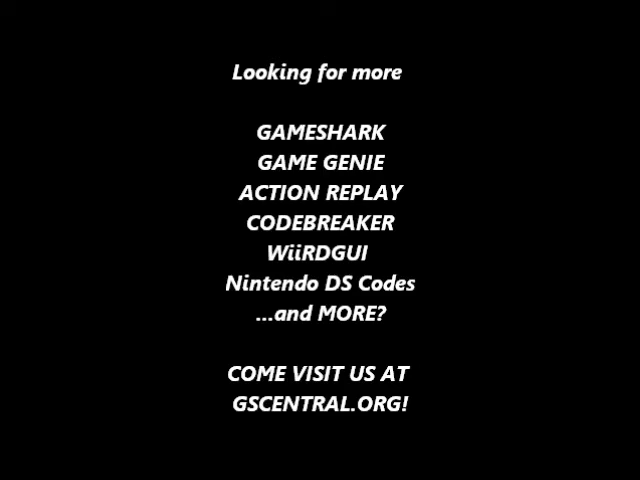 Looking for more
GAMESHARK
GAME GENIE
ACTION REPLAY
CODEBREAKER
WiiRDGUI
Nintendo DS Codes
...and MORE?
COME VISIT US AT
GSCENTRAL.ORG!